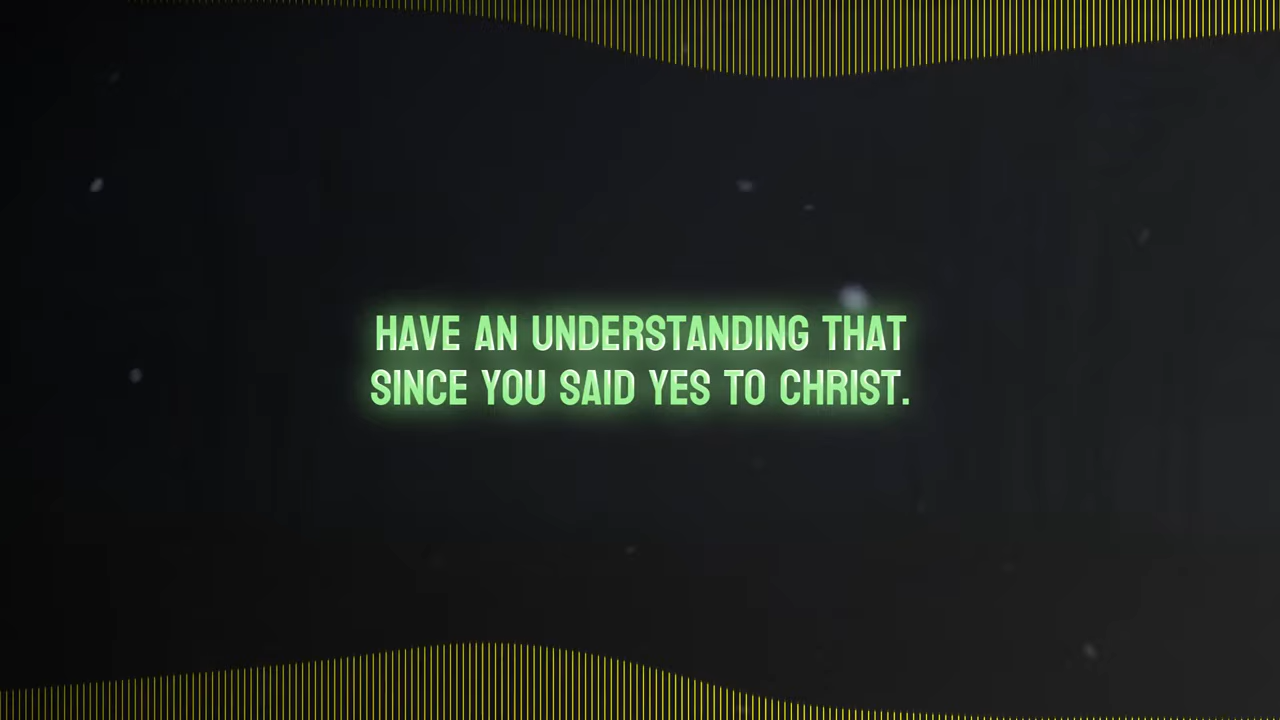 HAVE AN UNDERSTANDING THAT
SINCE YOU SAID YES TO CHRIST.